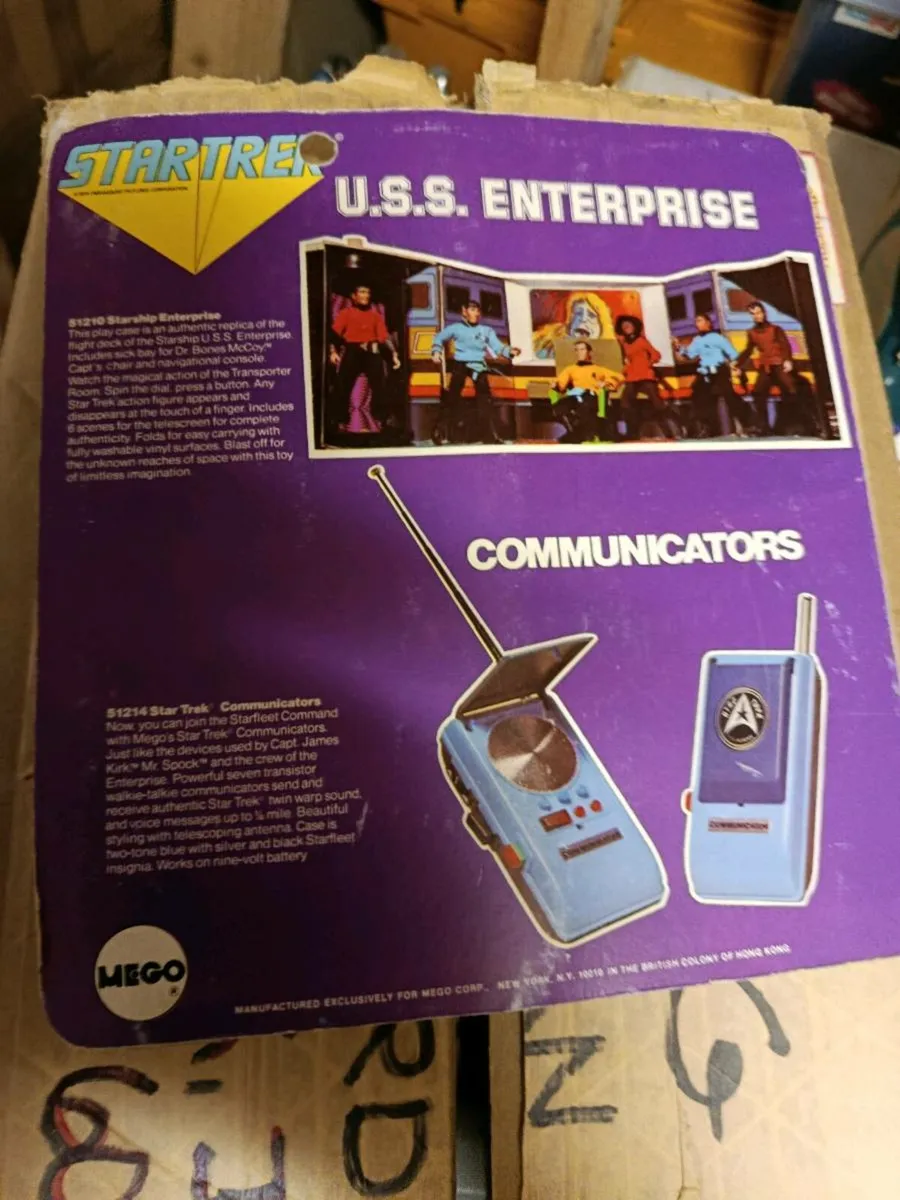 STAR TREK®
U.S.S. ENTERPRISE
51210 Starship Enterprise
This play case is an authentic replica of the
flight deck of the Starship U.S.S. Enterprise.
Includes sick bay for Dr. Bones McCoy™
Capt's chair and navigational console.
Watch the magical action of the Transporter
Room. Spin the dial, press a button. Any
Star Trek action figure appears and
disappears at the touch of a finger. Includes
6 scenes for the telescreen for complete
authenticity. Folds for easy carrying with
fully washable vinyl surfaces. Blast off for
the unknown reaches of space with this toy
of limitless imagination.
COMMUNICATORS
51214 Star Trek® Communicators
Now, you can join the Starfleet Command
with Mego's Star Trek® Communicators.
Just like the devices used by Capt. James
Kirk™ Mr. Spock™ and the crew of the
Enterprise. Powerful seven transistor
walkie-talkie communicators send and
receive authentic Star Trek® twin warp sound,
and voice messages up to ¼ mile. Beautiful
styling with telescoping antenna. Case is
two-tone blue with silver and black Starfleet
insignia. Works on nine-volt battery
STAR TREK
COMMUNICATOR
COMMUNICATOR
MEGO
®
MANUFACTURED EXCLUSIVELY FOR MEGO CORP., NEW YORK, N.Y. 10010 IN THE BRITISH COLONY OF HONG KONG